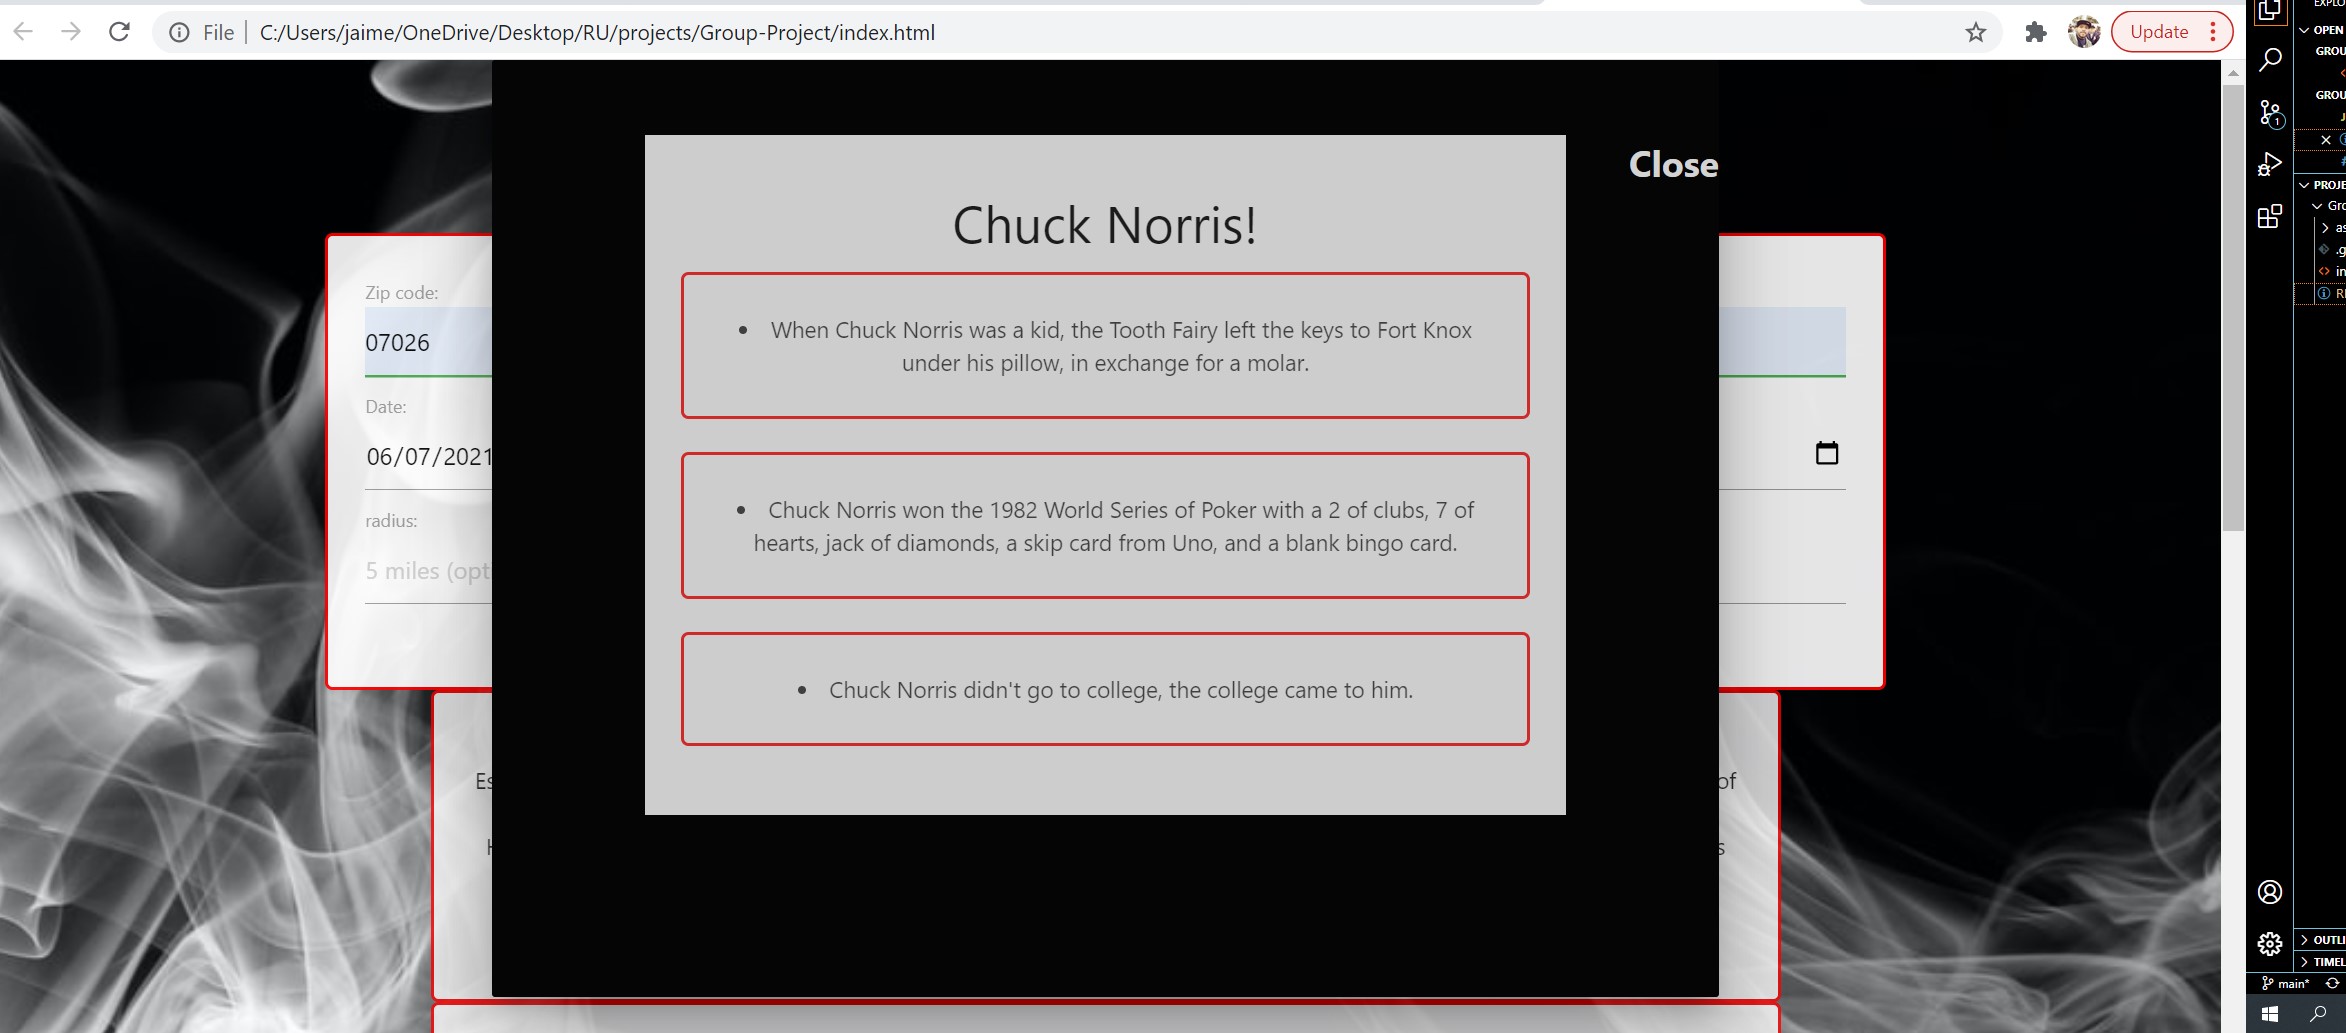 File
C:/Users/jaime/OneDrive/Desktop/RU/projects/Group-Project/index.html
Update
Close
Chuck Norris!
Zip code:
07026
Date:
06/07/2021
radius:
5 miles (opt
• When Chuck Norris was a kid, the Tooth Fairy left the keys to Fort Knox
under his pillow, in exchange for a molar.
• Chuck Norris won the 1982 World Series of Poker with a 2 of clubs, 7 of
hearts, jack of diamonds, a skip card from Uno, and a blank bingo card.
• Chuck Norris didn't go to college, the college came to him.
Es
of
s
EXPLO
OPEN
GROU
GROU
1
PROJE
Gro
as
.g
in
OUTLI
TIMEL
main*